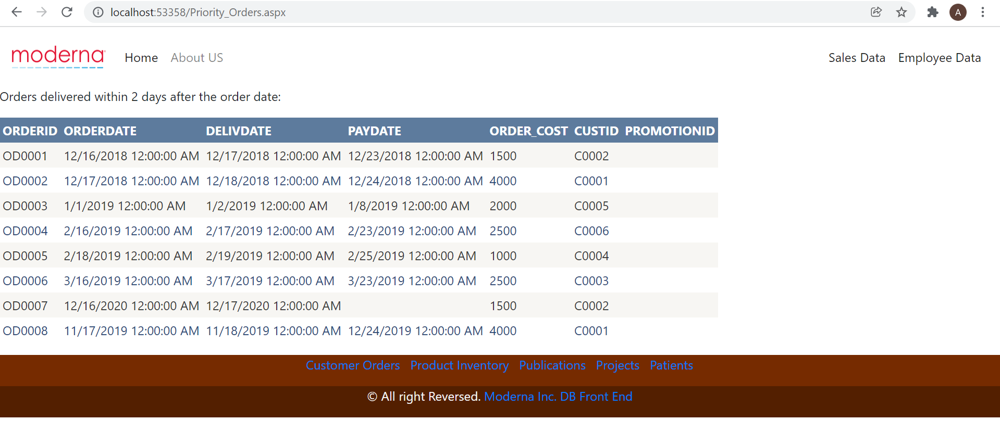 localhost:53358/Priority_Orders.aspx A
moderna Home About US Sales Data Employee Data
Orders delivered within 2 days after the order date:
ORDERID ORDERDATE DELIVDATE PAYDATE ORDER_COST CUSTID PROMOTIONID
OD0001 12/16/2018 12:00:00 AM 12/17/2018 12:00:00 AM 12/23/2018 12:00:00 AM 1500 C0002
OD0002 12/17/2018 12:00:00 AM 12/18/2018 12:00:00 AM 12/24/2018 12:00:00 AM 4000 C0001
OD0003 1/1/2019 12:00:00 AM 1/2/2019 12:00:00 AM 1/8/2019 12:00:00 AM 2000 C0005
OD0004 2/16/2019 12:00:00 AM 2/17/2019 12:00:00 AM 2/23/2019 12:00:00 AM 2500 C0006
OD0005 2/18/2019 12:00:00 AM 2/19/2019 12:00:00 AM 2/25/2019 12:00:00 AM 1000 C0004
OD0006 3/16/2019 12:00:00 AM 3/17/2019 12:00:00 AM 3/23/2019 12:00:00 AM 2500 C0003
OD0007 12/16/2020 12:00:00 AM 12/17/2020 12:00:00 AM 1500 C0002
OD0008 11/17/2019 12:00:00 AM 11/18/2019 12:00:00 AM 12/24/2019 12:00:00 AM 4000 C0001
Customer Orders Product Inventory Publications Projects Patients
© All right Reversed. Moderna Inc. DB Front End